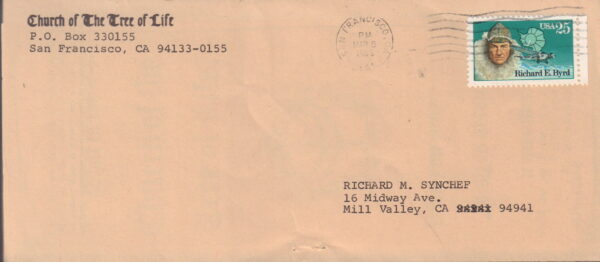 Church of The Tree of Life
P.O. Box 330155
San Francisco, CA 94133-0155
SAN FRANCISCO
PM
USA 25
Richard E. Byrd
RICHARD M. SYNCHEF
16 Midway Ave.
Mill Valley, CA 94941